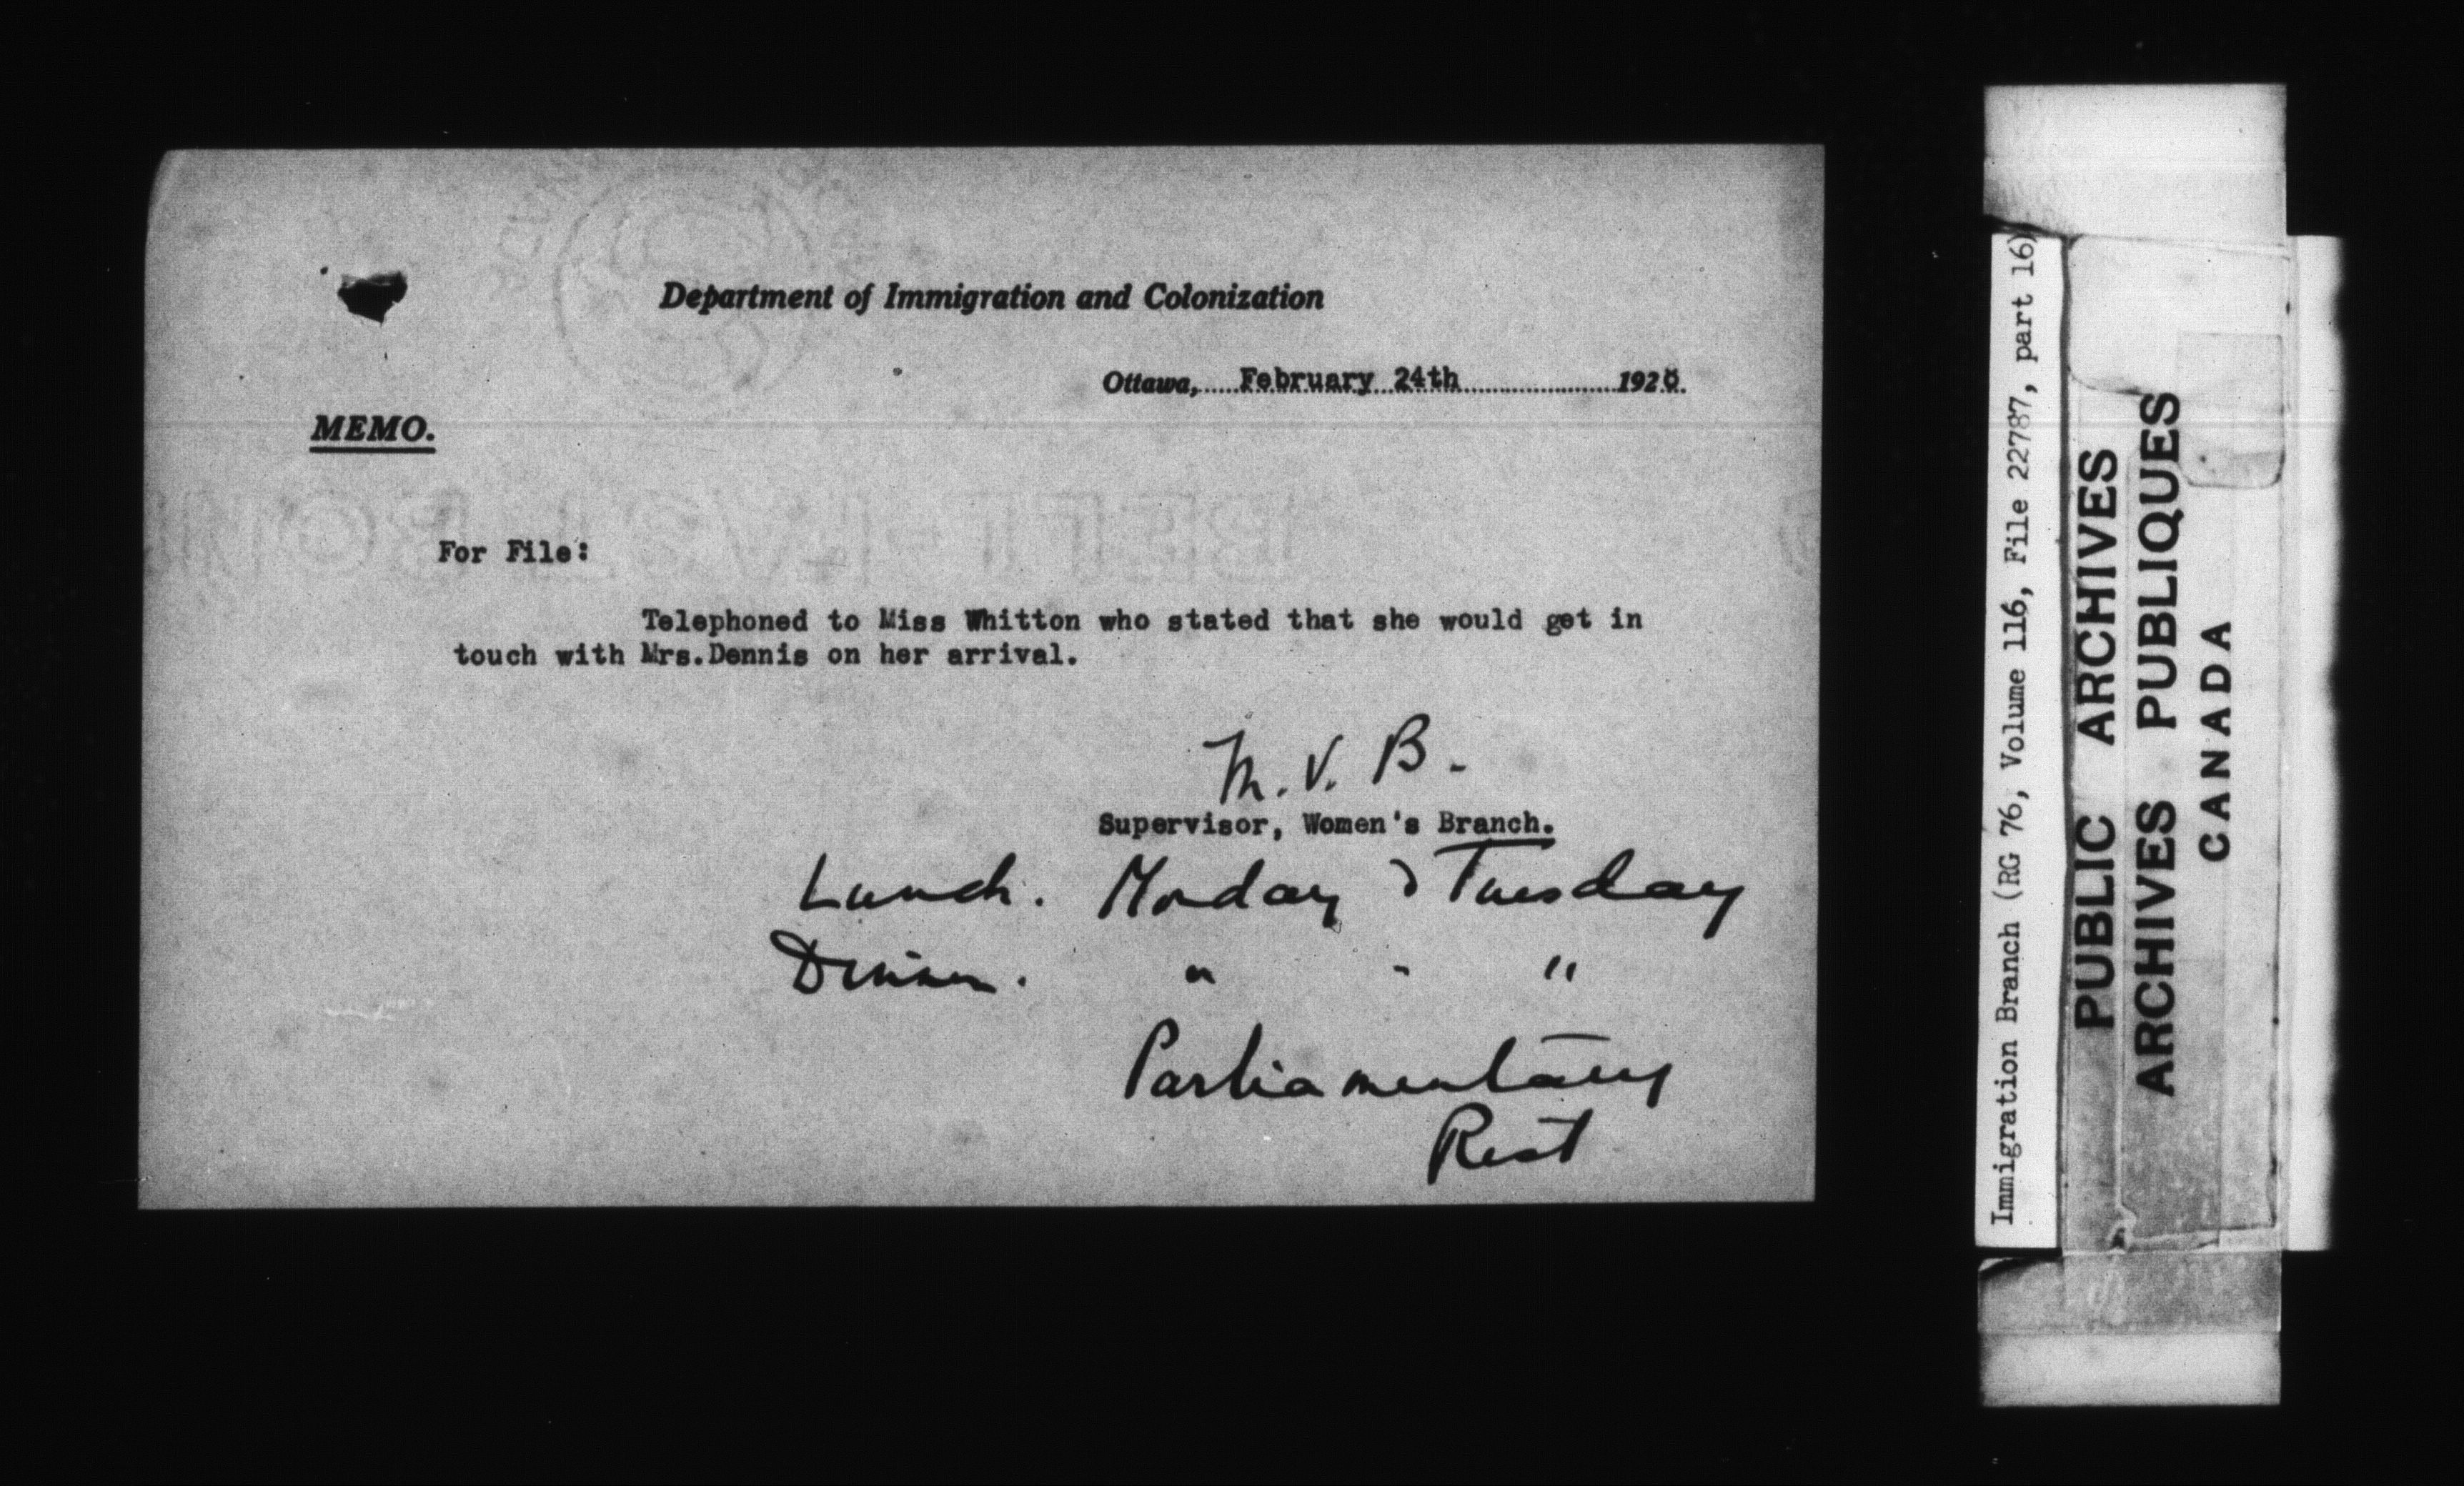 Department of Immigration and Colonization
Ottawa, February 24th 1928.
MEMO.
For File:
Telephoned to Miss Whitton who stated that she would get in
touch with Mrs.Dennis on her arrival.
M. V. B.
Supervisor, Women's Branch.
Lunch. Monday & Tuesday
Dinner. " - "
Parliamentary
Rest
Immigration Branch (RG 76, Volume 116, File 22787, part 16)
PUBLIC ARCHIVES
ARCHIVES PUBLIQUES
CANADA